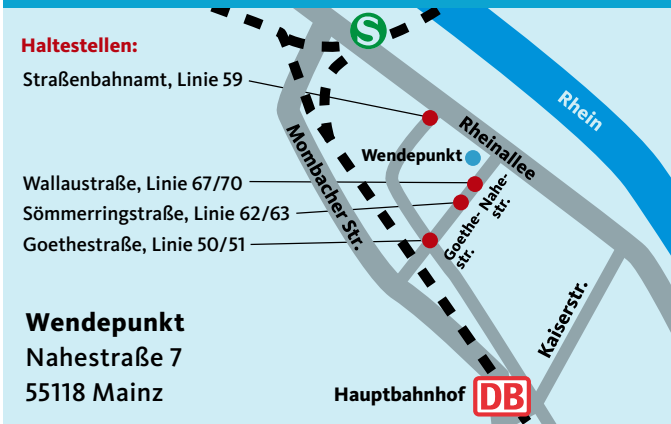 S
Haltestellen:
Straßenbahnamt, Linie 59
Rhein
Rheinallee
Mombacher Str.
Wendepunkt
Wallaustraße, Linie 67/70
Nahe-
str.
Sömmerringstraße, Linie 62/63
Goethe-
str.
Goethestraße, Linie 50/51
Kaiserstr.
Wendepunkt
Nahestraße 7
55118 Mainz
Hauptbahnhof DB